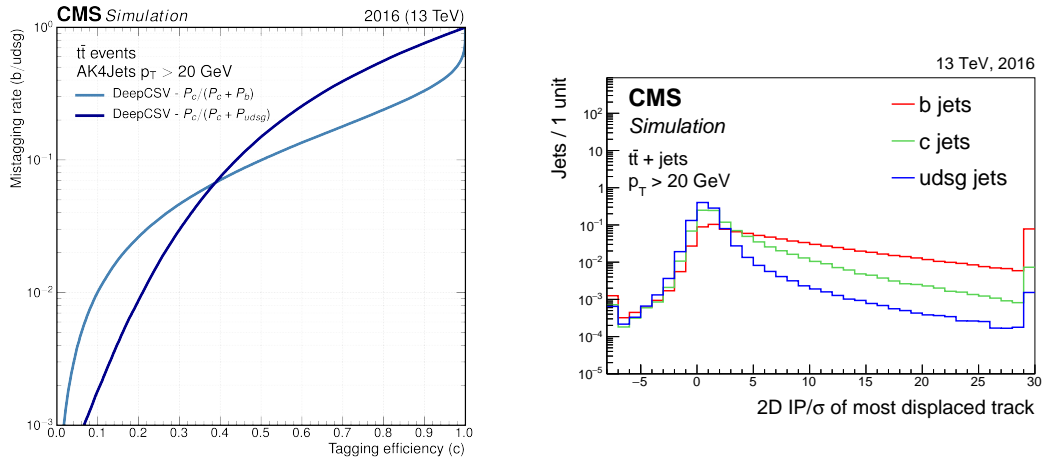 CMS Simulation 2016 (13 TeV)
Mistagging rate (b/udsg)
10⁰
10⁻¹
10⁻²
10⁻³
tt̄ events
AK4Jets p_T > 20 GeV
DeepCSV - P_c/(P_c + P_b)
DeepCSV - P_c/(P_c + P_udsg)
0.0 0.1 0.2 0.3 0.4 0.5 0.6 0.7 0.8 0.9 1.0
Tagging efficiency (c)
13 TeV, 2016
Jets / 1 unit
10²
10
1
10⁻¹
10⁻²
10⁻³
10⁻⁴
10⁻⁵
CMS
Simulation
tt̄ + jets
p_T > 20 GeV
b jets
c jets
udsg jets
−5 0 5 10 15 20 25 30
2D IP/σ of most displaced track